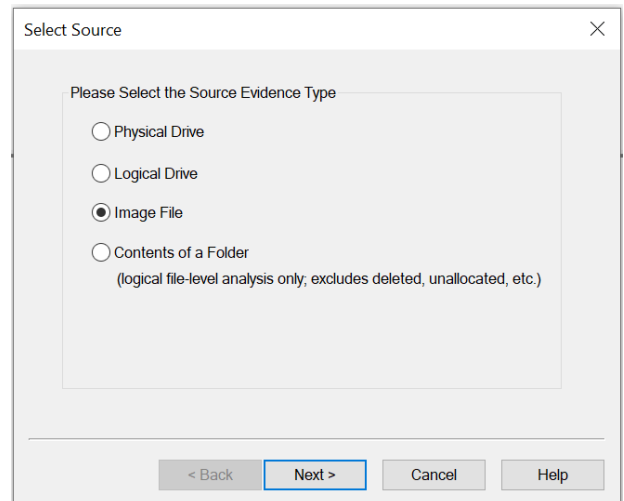 Select Source
Please Select the Source Evidence Type
Physical Drive
Logical Drive
Image File
Contents of a Folder
(logical file-level analysis only; excludes deleted, unallocated, etc.)
< Back Next > Cancel Help